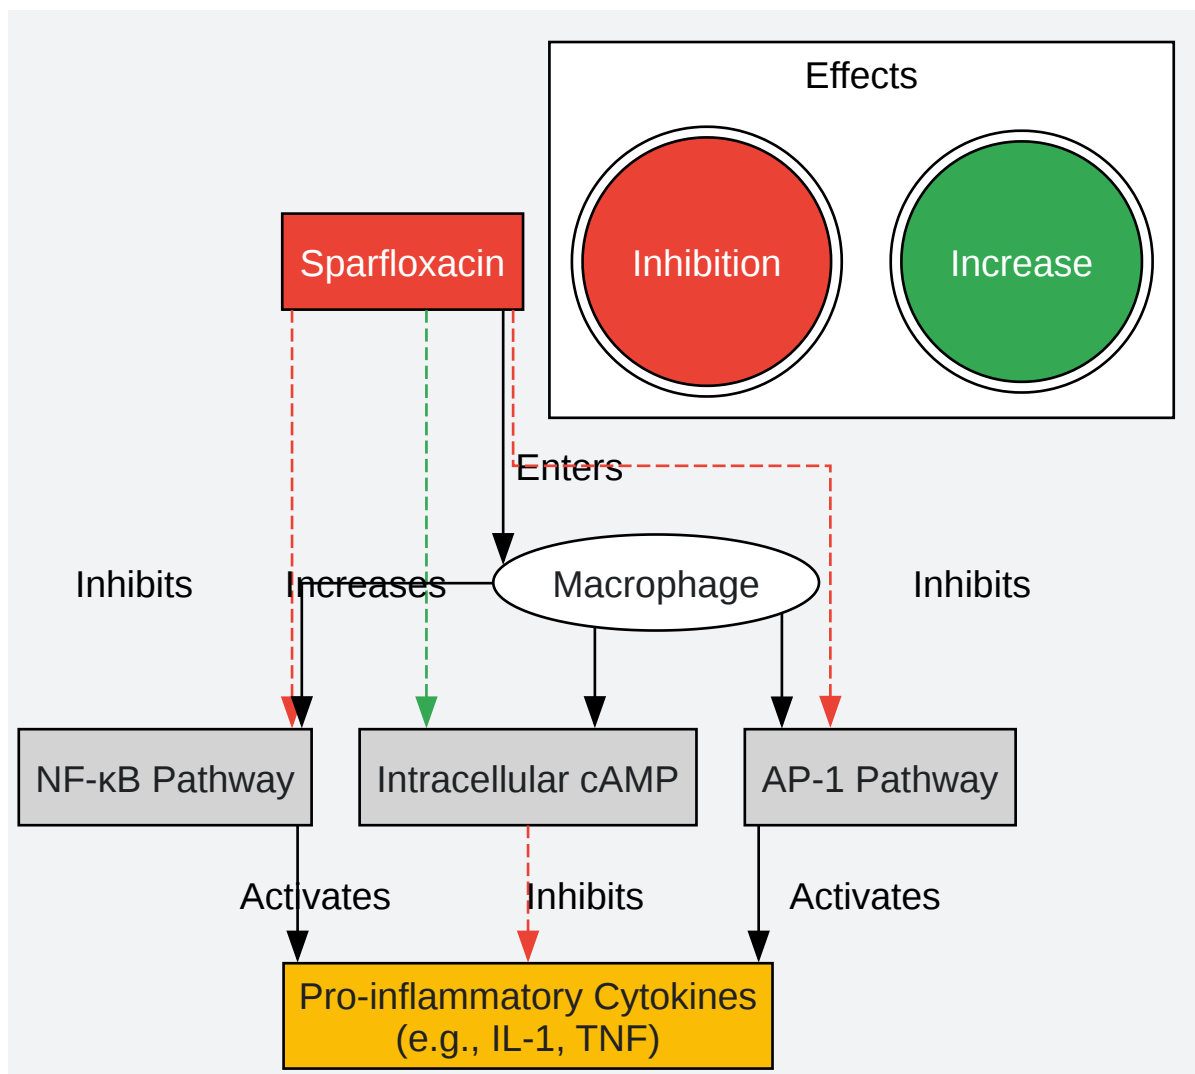 Effects
Sparfloxacin
Inhibition
Increase
Enters
Inhibits
Increases
Macrophage
Inhibits
NF-κB Pathway
Intracellular cAMP
AP-1 Pathway
Activates
Inhibits
Activates
Pro-inflammatory Cytokines
(e.g., IL-1, TNF)